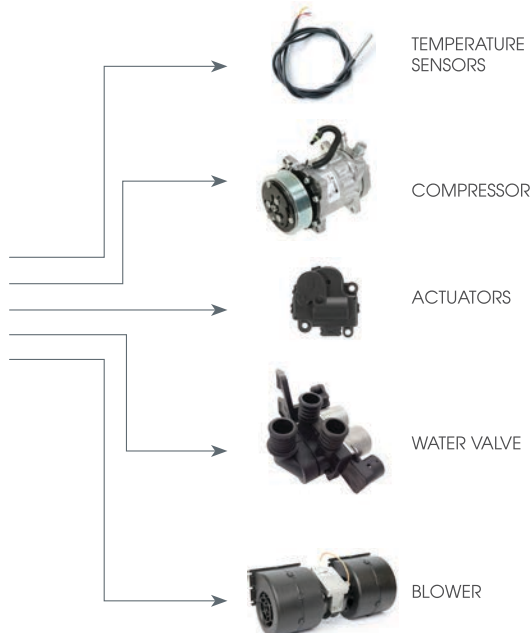 TEMPERATURE
SENSORS
COMPRESSOR
ACTUATORS
WATER VALVE
BLOWER